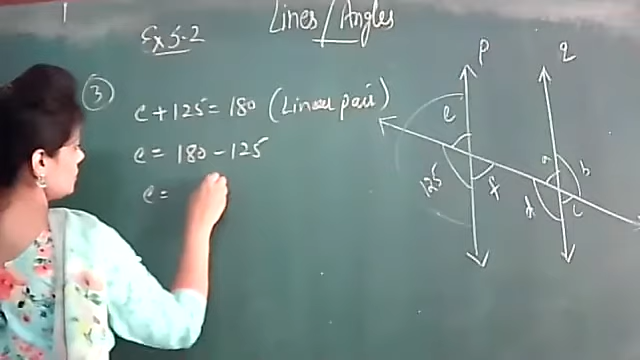 Lines/Angles
Ex 5.2
3
e + 125 = 180 (Linear pair)
e = 180 - 125
e =
p
q
e
125
f
a
b
d
c